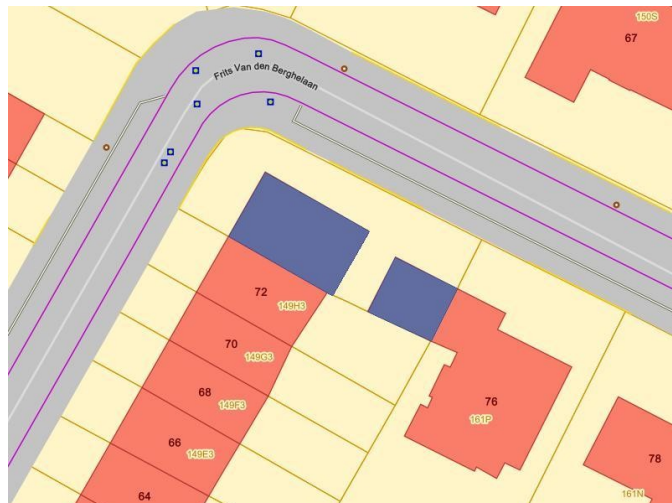 150S
67
Frits Van den Berghelaan
72
149H3
70
149G3
68
149F3
66
149E3
64
76
161P
78
161N